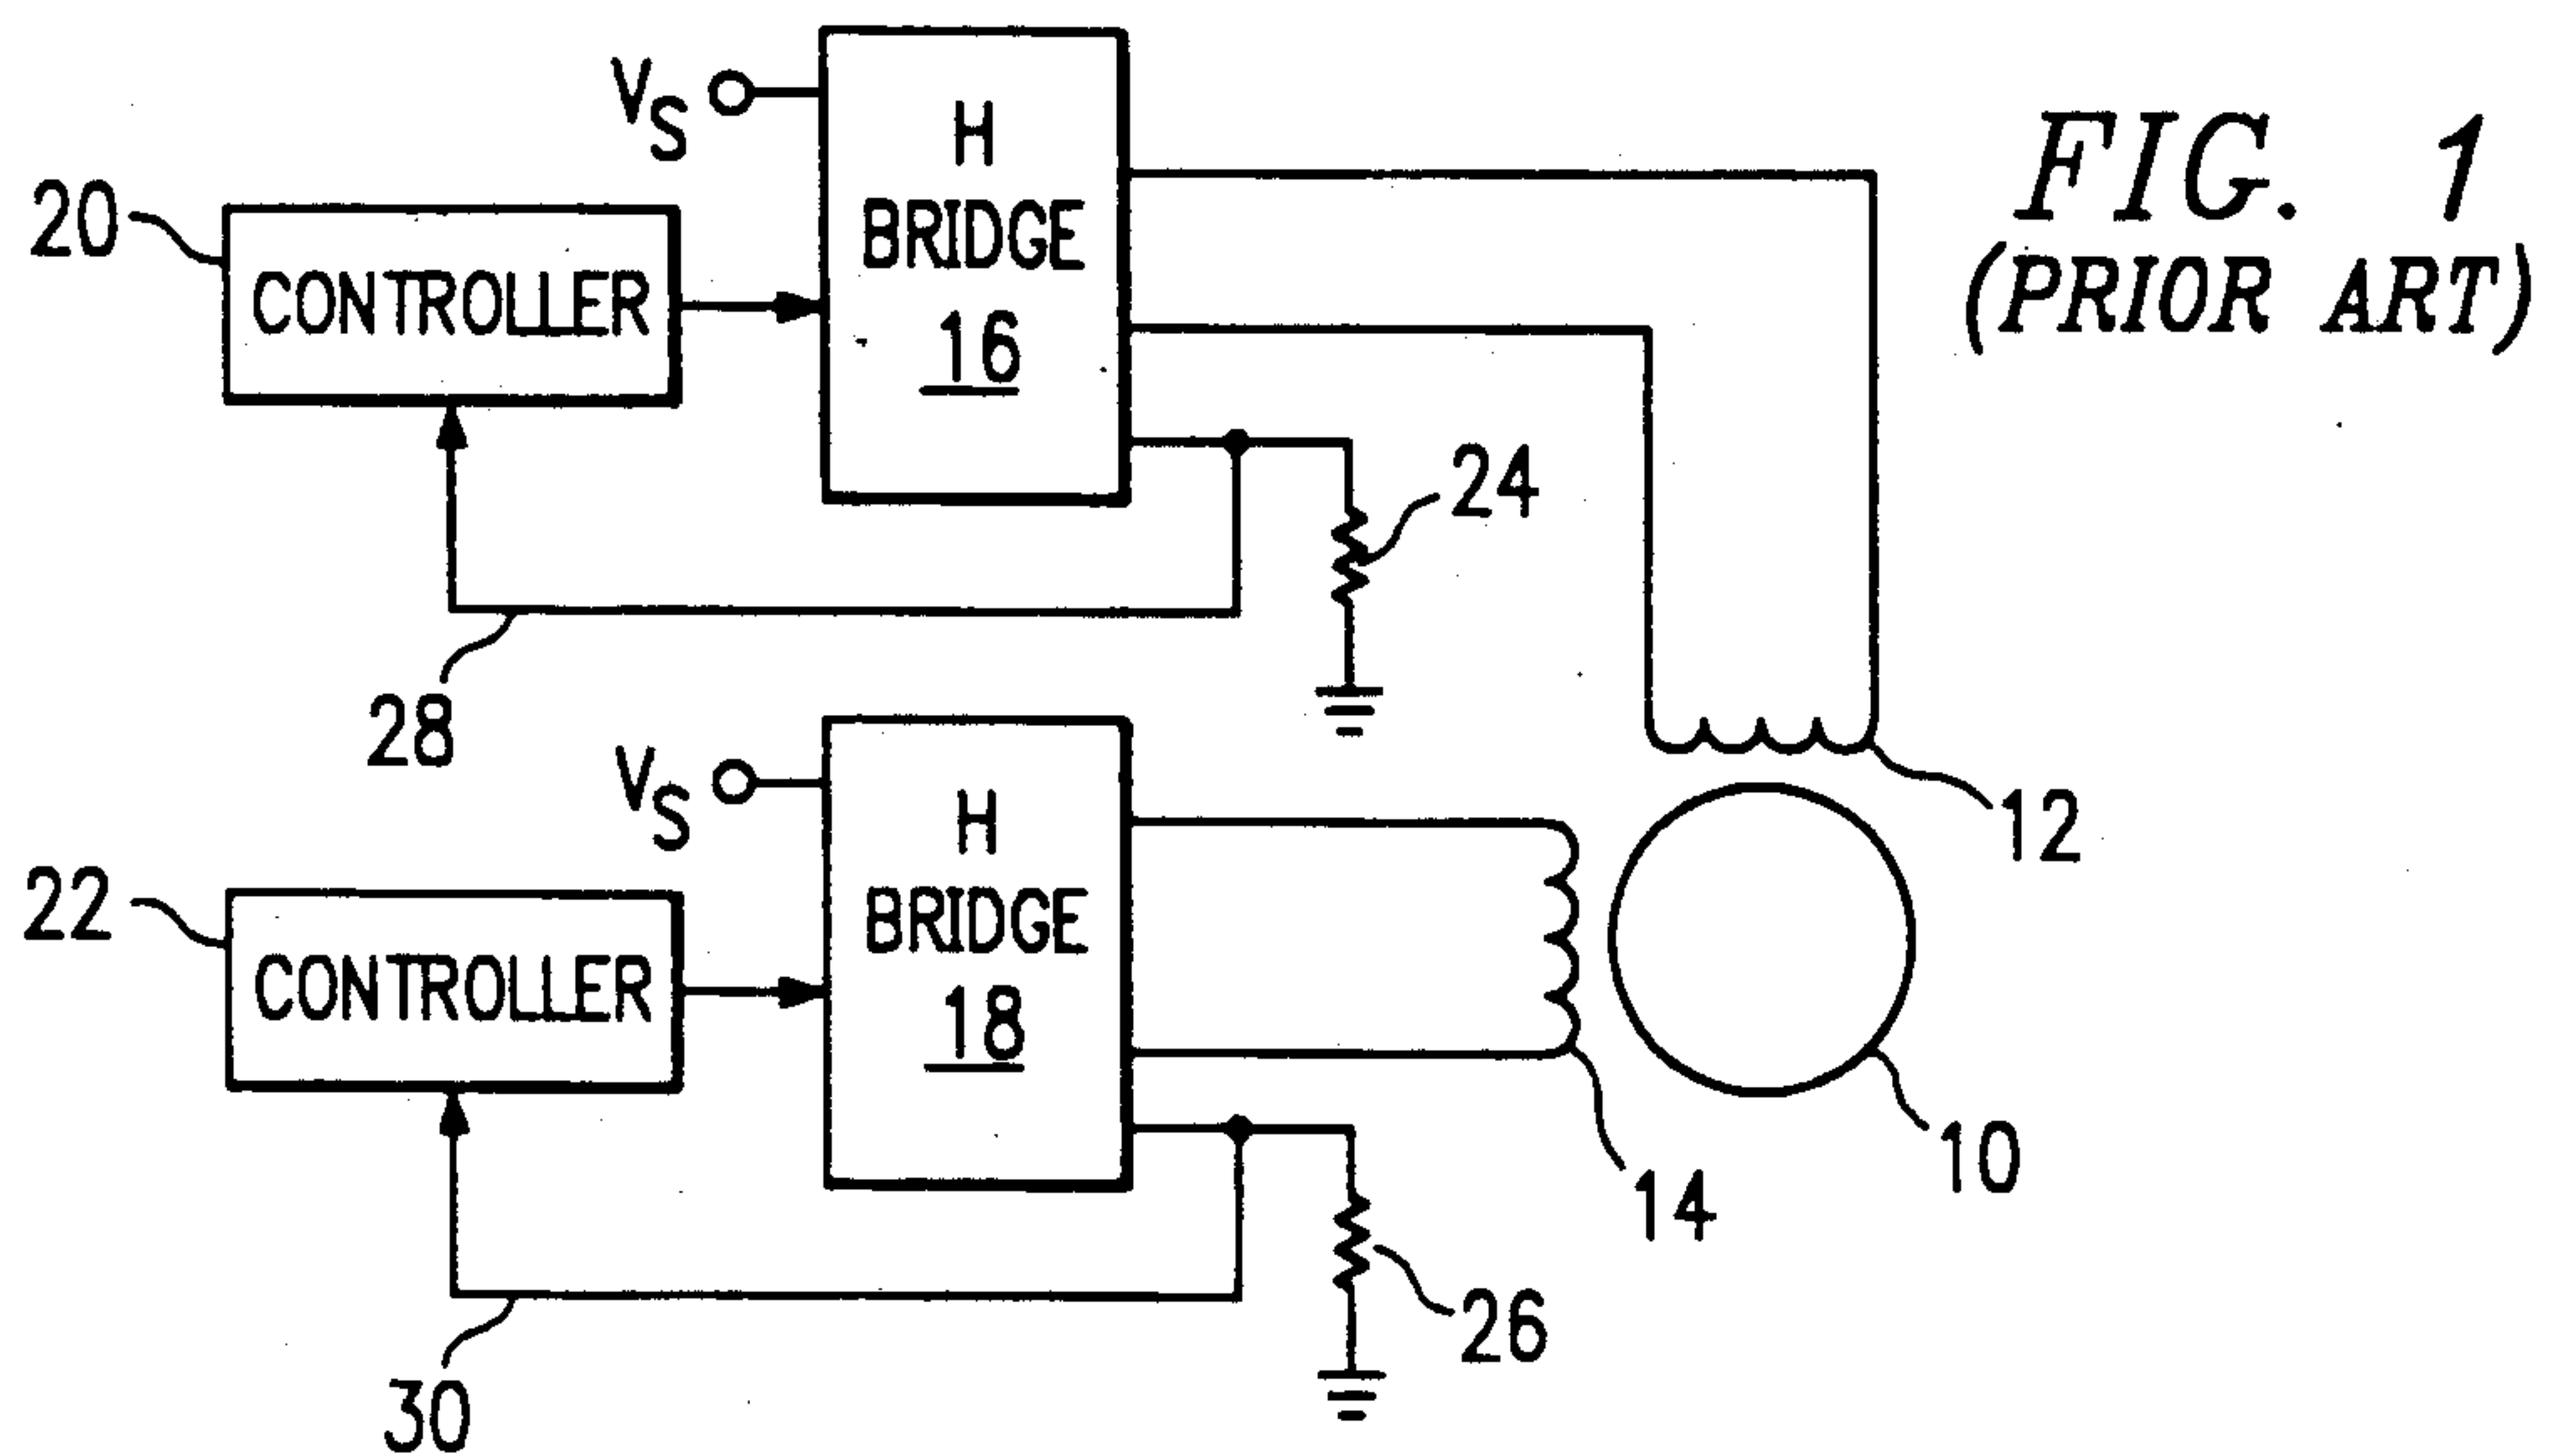 FIG. 1
(PRIOR ART)
VS
H
BRIDGE
16
20
CONTROLLER
24
28
12
VS
H
BRIDGE
18
22
CONTROLLER
10
14
26
30